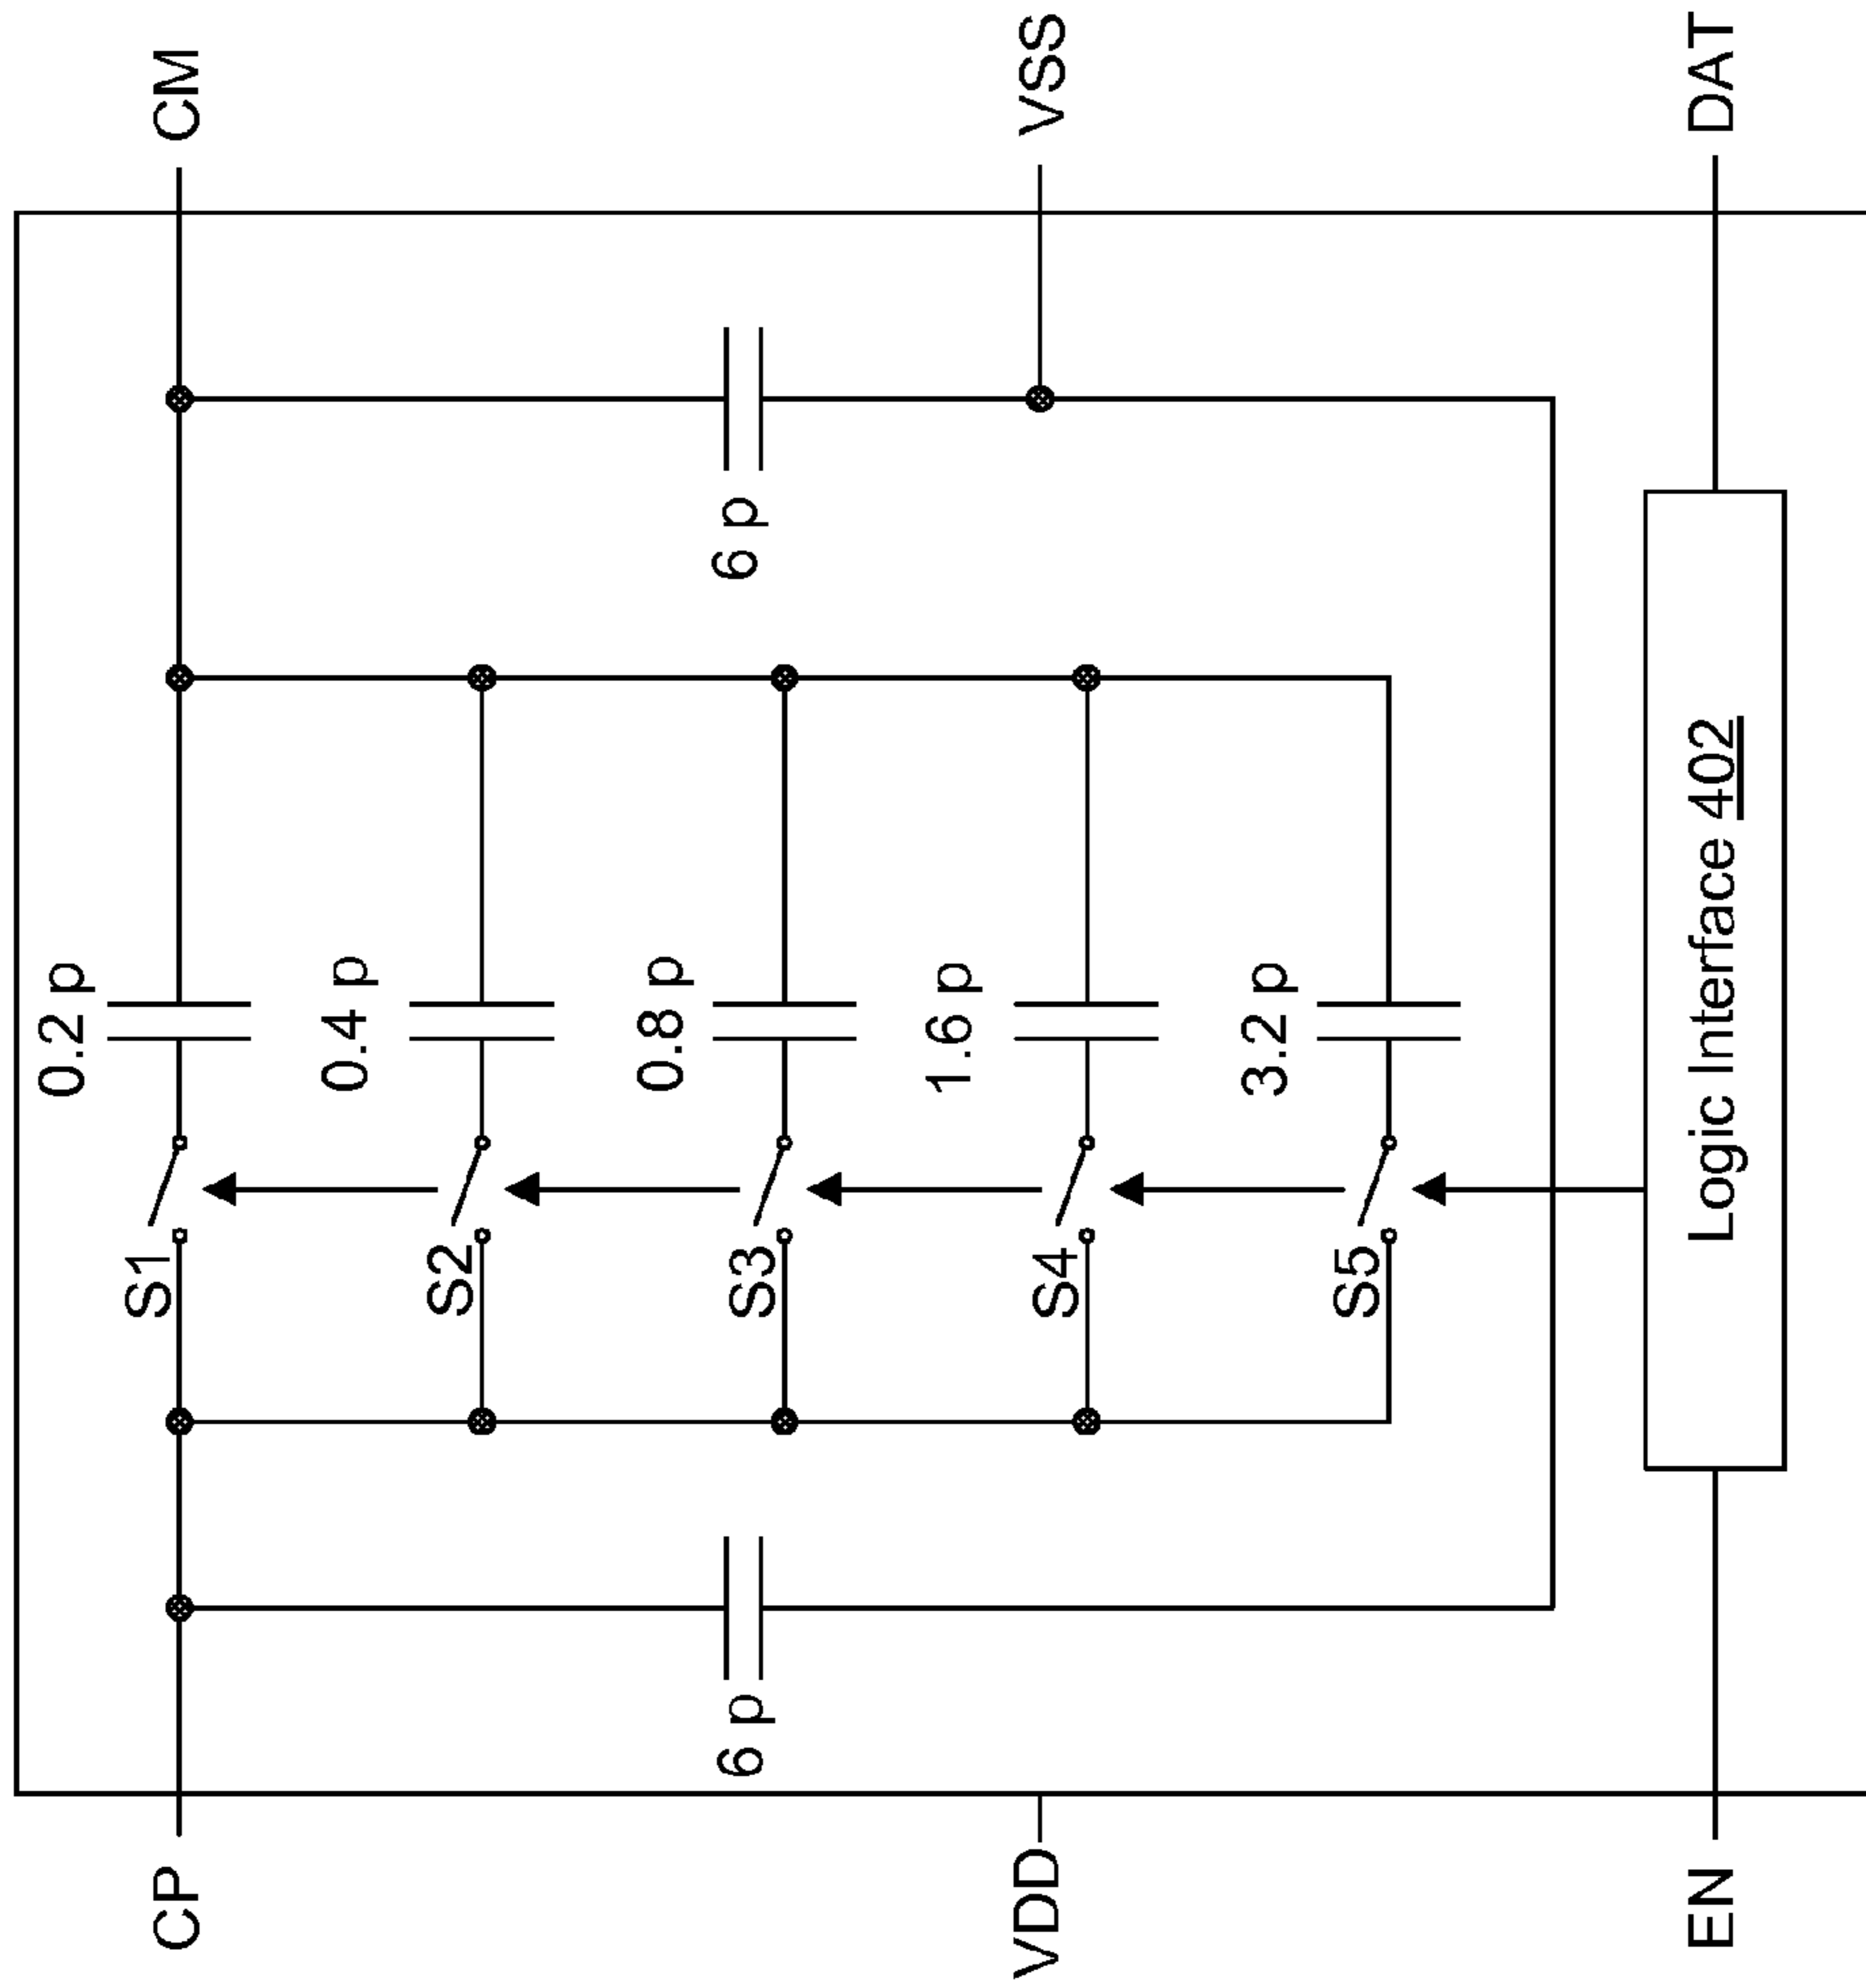 CP
CM
0.2 p
S1
0.4 p
S2
0.8 p
S3
6 p
6 p
1.6 p
S4
VDD
VSS
3.2 p
S5
EN
Logic Interface 402
DAT